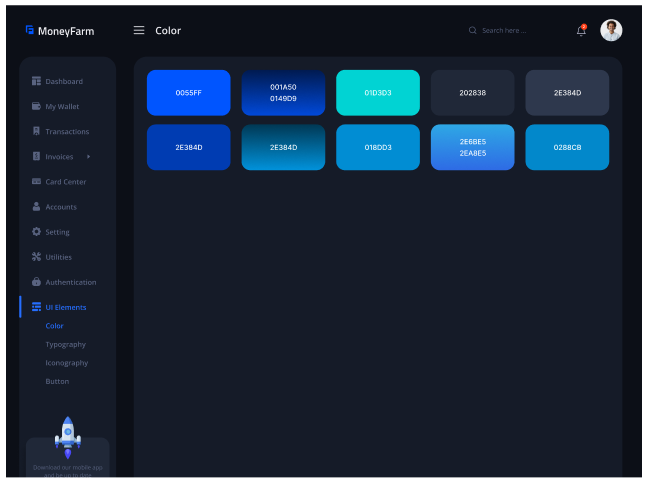 MoneyFarm
Color
Search here ...
Dashboard
My Wallet
Transactions
Invoices
Card Center
Accounts
Setting
Utilities
Authentication
UI Elements
Color
Typography
Iconography
Button
Download our mobile app
and be up to date
0055FF
001A50
0149D9
01D3D3
202838
2E384D
2E384D
2E384D
018DD3
2E6BE5
2EA8E5
0288CB